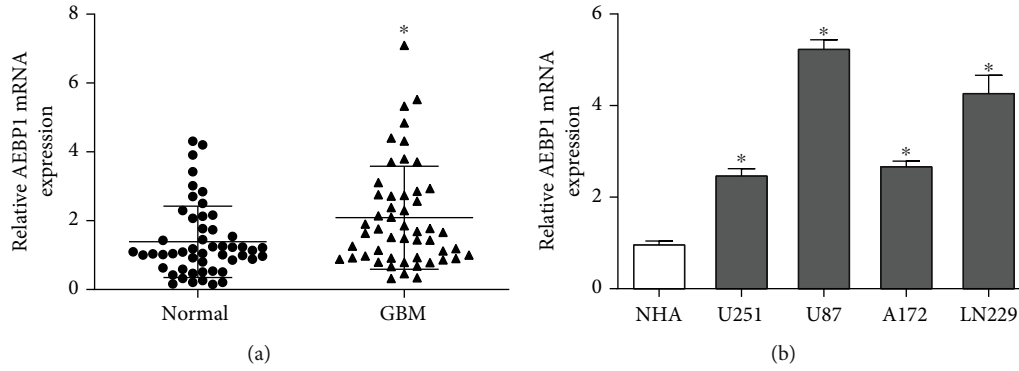 Relative AEBP1 mRNA
expression
8
6
4
2
0
*
Normal
GBM
(a)
Relative AEBP1 mRNA
expression
6
4
2
0
*
*
*
*
NHA
U251
U87
A172
LN229
(b)